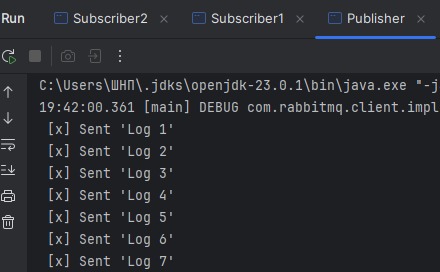 Run Subscriber2 × Subscriber1 × Publisher ×
C:\Users\ШНП\.jdks\openjdk-23.0.1\bin\java.exe "-j
19:42:00.361 [main] DEBUG com.rabbitmq.client.impl
[x] Sent 'Log 1'
[x] Sent 'Log 2'
[x] Sent 'Log 3'
[x] Sent 'Log 4'
[x] Sent 'Log 5'
[x] Sent 'Log 6'
[x] Sent 'Log 7'